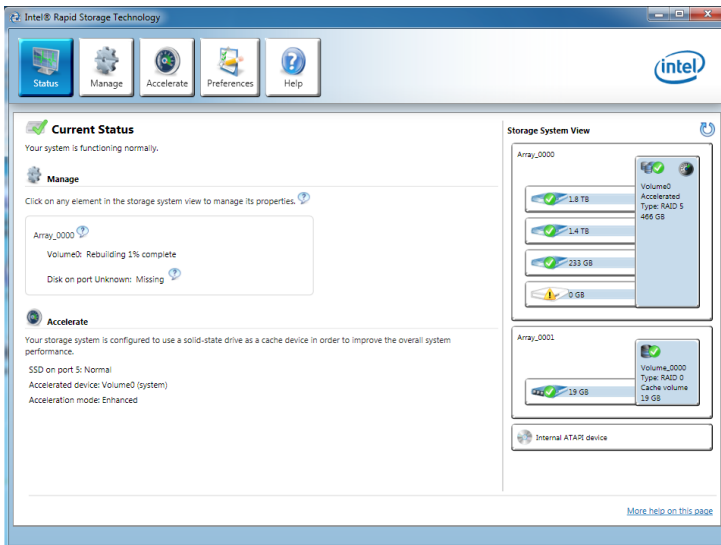 Intel® Rapid Storage Technology
Status
Manage
Accelerate
Preferences
Help
intel
Current Status
Your system is functioning normally.
Manage
Click on any element in the storage system view to manage its properties.
Array_0000
Volume0: Rebuilding 1% complete
Disk on port Unknown: Missing
Accelerate
Your storage system is configured to use a solid-state drive as a cache device in order to improve the overall system
performance.
SSD on port 5: Normal
Accelerated device: Volume0 (system)
Acceleration mode: Enhanced
Storage System View
Array_0000
1.8 TB
1.4 TB
233 GB
0 GB
Volume0
Accelerated
Type: RAID 5
466 GB
Array_0001
19 GB
Volume_0000
Type: RAID 0
Cache volume
19 GB
Internal ATAPI device
More help on this page